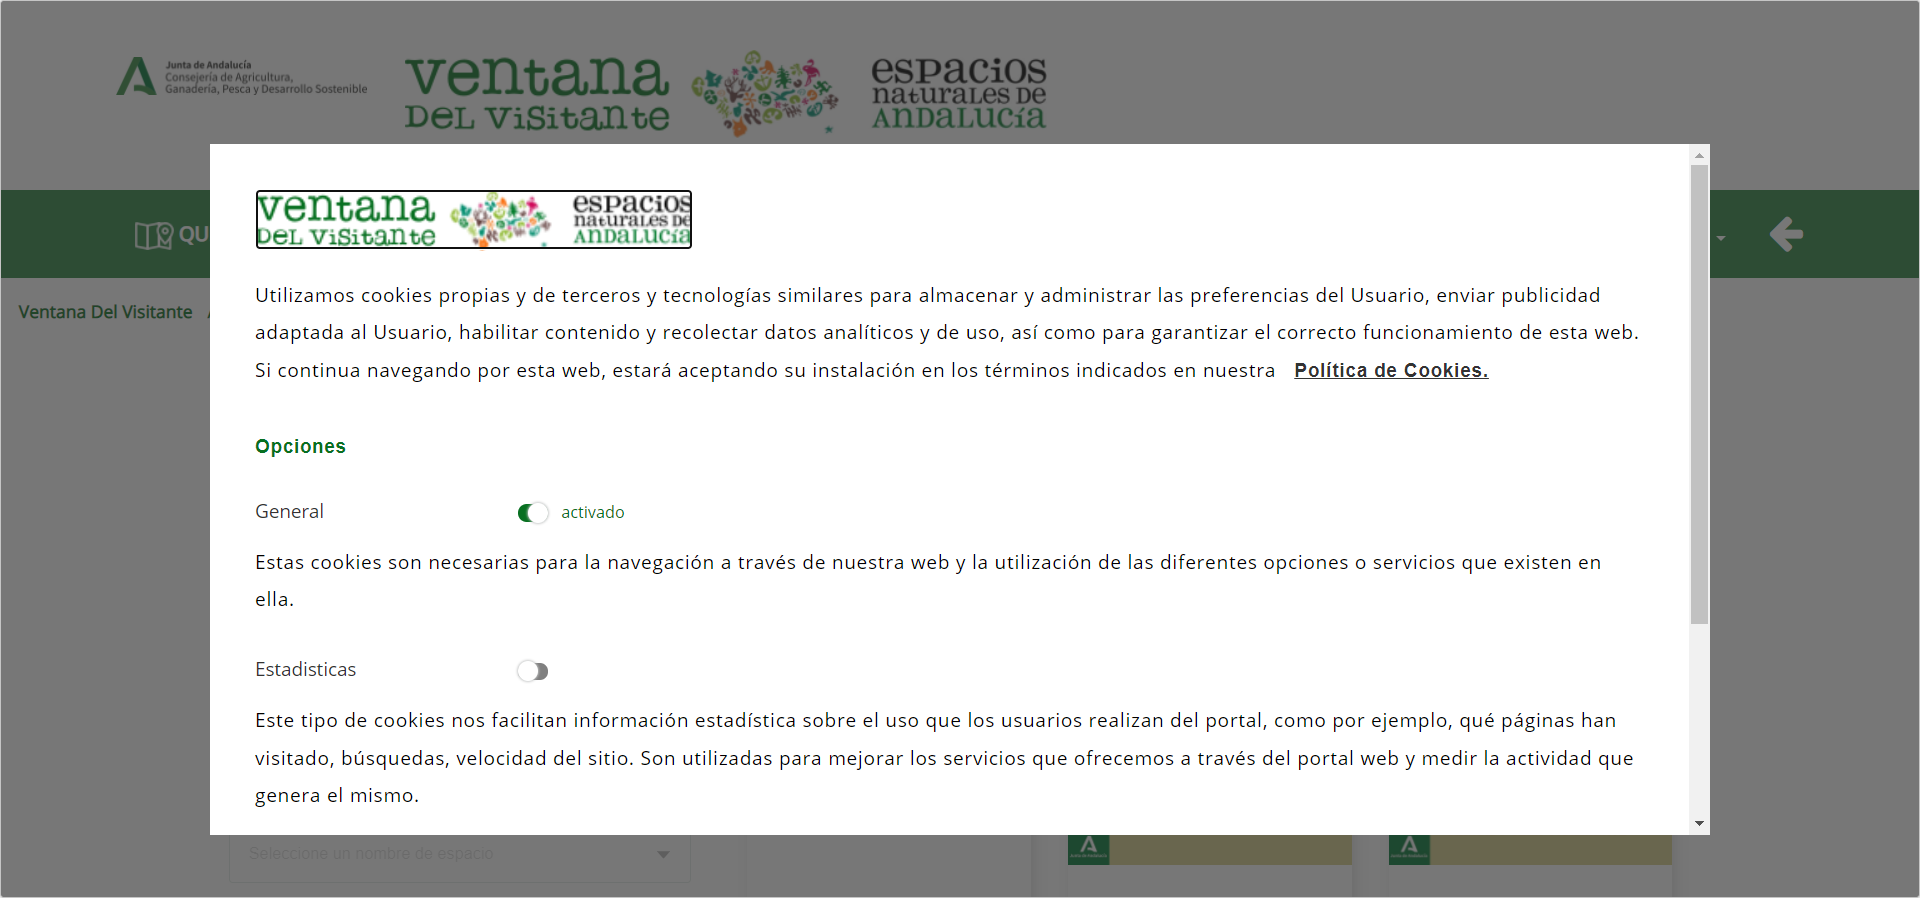 Junta de Andalucía
Consejería de Agricultura,
Ganadería, Pesca y Desarrollo Sostenible
ventana
DEL VISITANTE
espacios
naturales de
ANDALUCÍA
QU
Ventana Del Visitante
ventana
DEL VISITANTE
espacios
naturales de
ANDALUCÍA
Utilizamos cookies propias y de terceros y tecnologías similares para almacenar y administrar las preferencias del Usuario, enviar publicidad
adaptada al Usuario, habilitar contenido y recolectar datos analíticos y de uso, así como para garantizar el correcto funcionamiento de esta web.
Si continua navegando por esta web, estará aceptando su instalación en los términos indicados en nuestra Política de Cookies.
Opciones
General activado
Estas cookies son necesarias para la navegación a través de nuestra web y la utilización de las diferentes opciones o servicios que existen en
ella.
Estadisticas
Este tipo de cookies nos facilitan información estadística sobre el uso que los usuarios realizan del portal, como por ejemplo, qué páginas han
visitado, búsquedas, velocidad del sitio. Son utilizadas para mejorar los servicios que ofrecemos a través del portal web y medir la actividad que
genera el mismo.
Seleccione un nombre de espacio
Junta de Andalucía
Junta de Andalucía